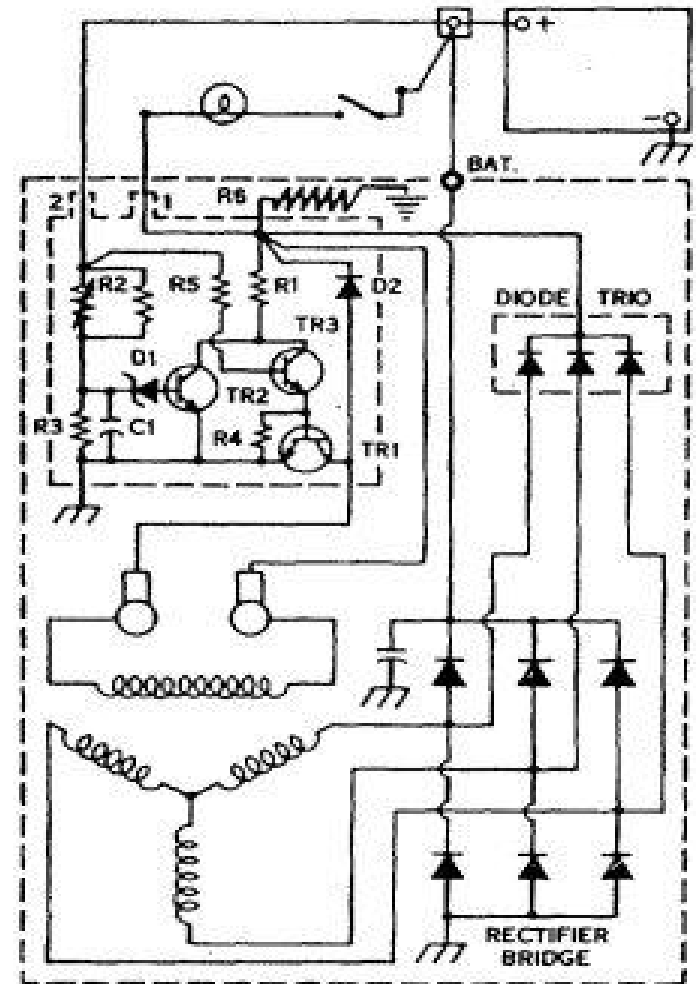 +
-
BAT.
2
1
R6
R2
R5
R1
D2
DIODE TRIO
TR3
D1
TR2
R3
C1
R4
TR1
RECTIFIER
BRIDGE